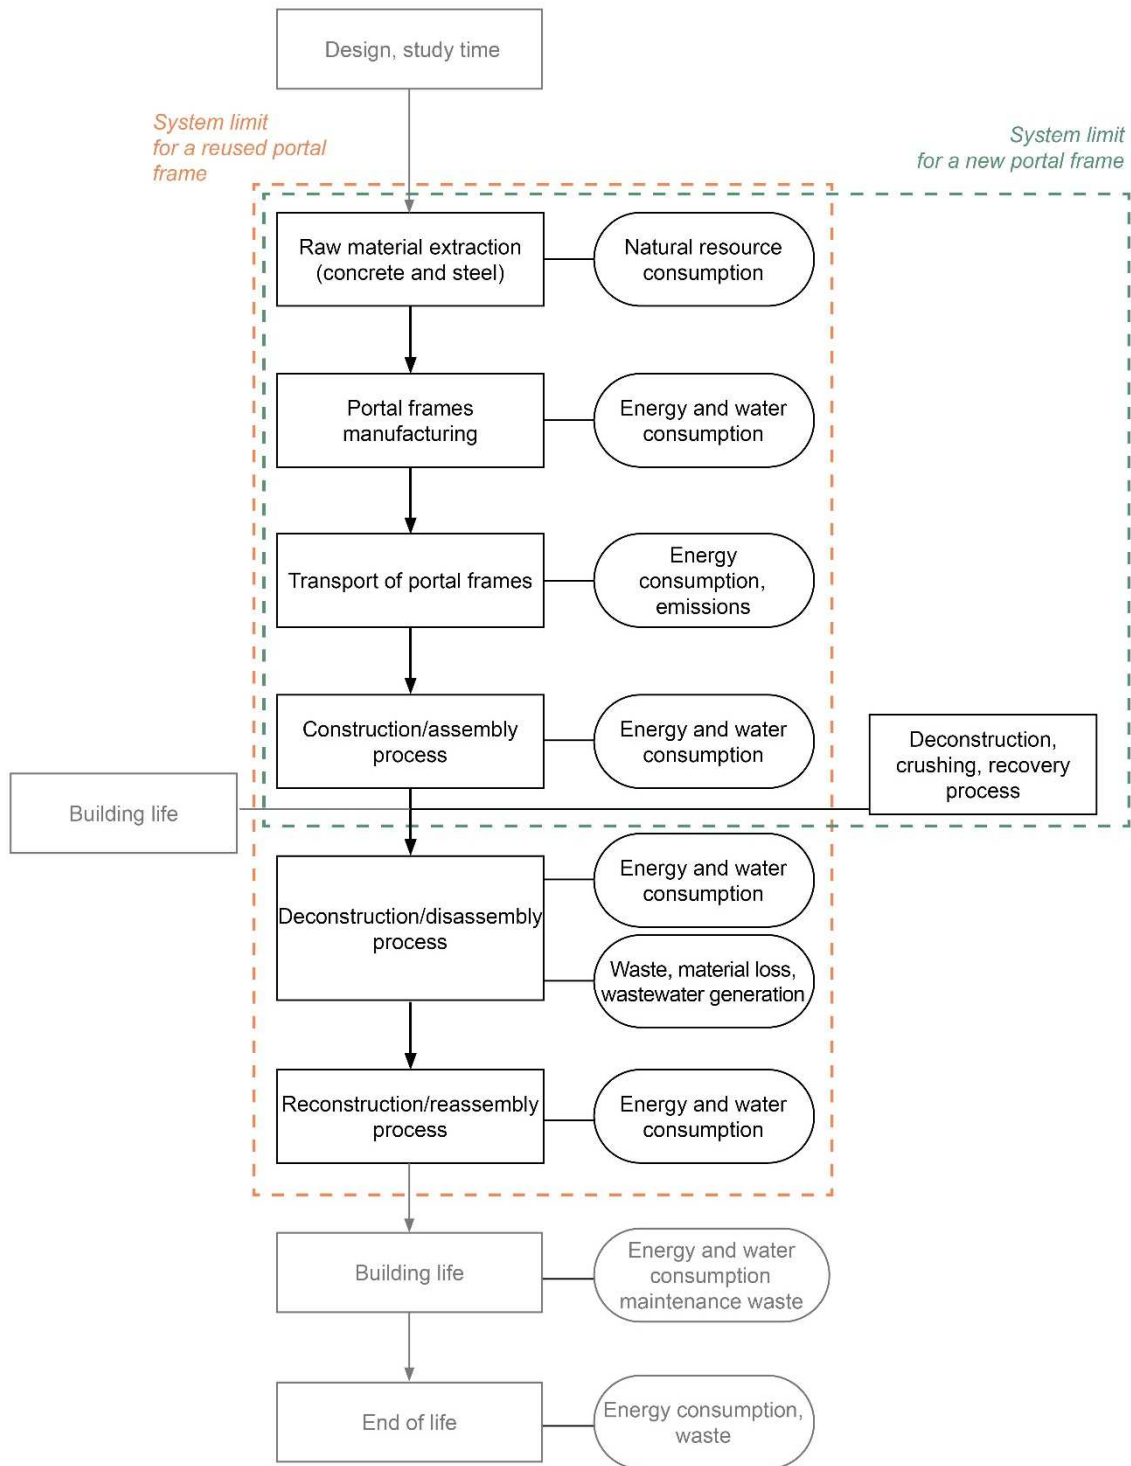 Design, study time
System limit
for a reused portal
frame
System limit
for a new portal frame
Raw material extraction
(concrete and steel)
Natural resource
consumption
Portal frames
manufacturing
Energy and water
consumption
Transport of portal frames
Energy
consumption,
emissions
Construction/assembly
process
Energy and water
consumption
Deconstruction,
crushing, recovery
process
Building life
Deconstruction/disassembly
process
Energy and water
consumption
Waste, material loss,
wastewater generation
Reconstruction/reassembly
process
Energy and water
consumption
Building life
Energy and water
consumption
maintenance waste
End of life
Energy consumption,
waste